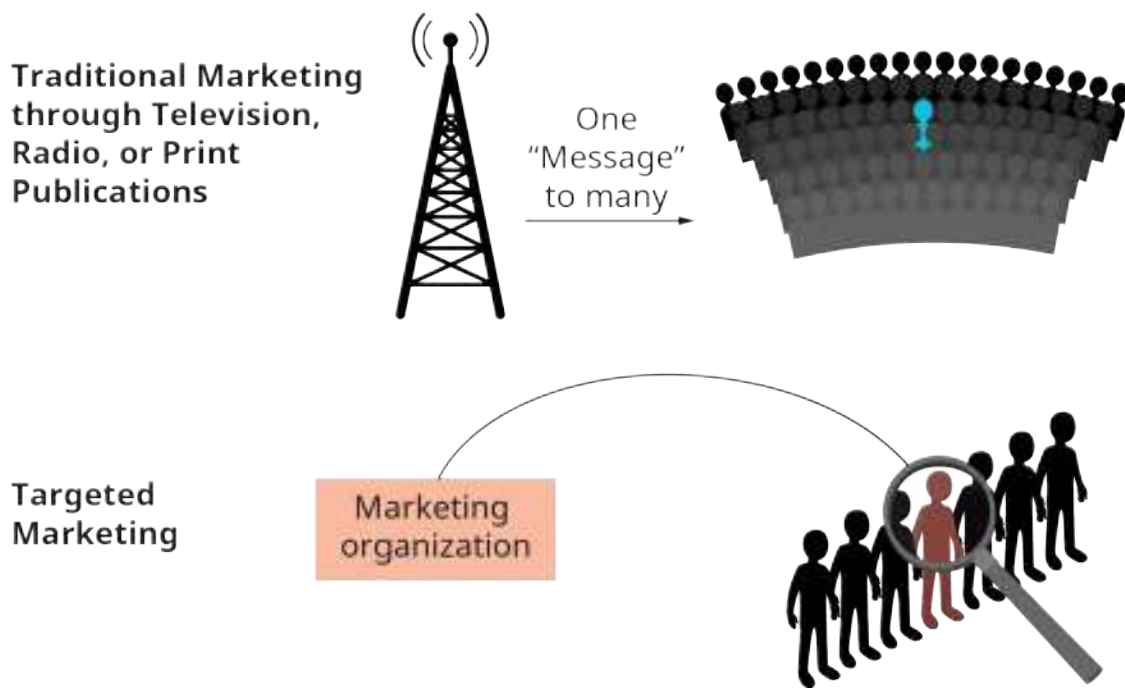 Traditional Marketing
through Television,
Radio, or Print
Publications
One
“Message”
to many
Targeted
Marketing
Marketing
organization